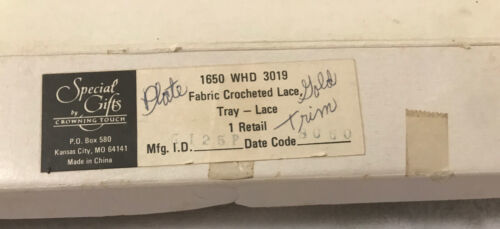 Special
Gifts
by
CROWNING TOUCH
P.O. Box 580
Kansas City, MO 64141
Made in China
Plate
1650 WHD 3019
Fabric Crocheted Lace, Gold
Tray — Lace
Trim
1 Retail
Mfg. I.D.
Date Code